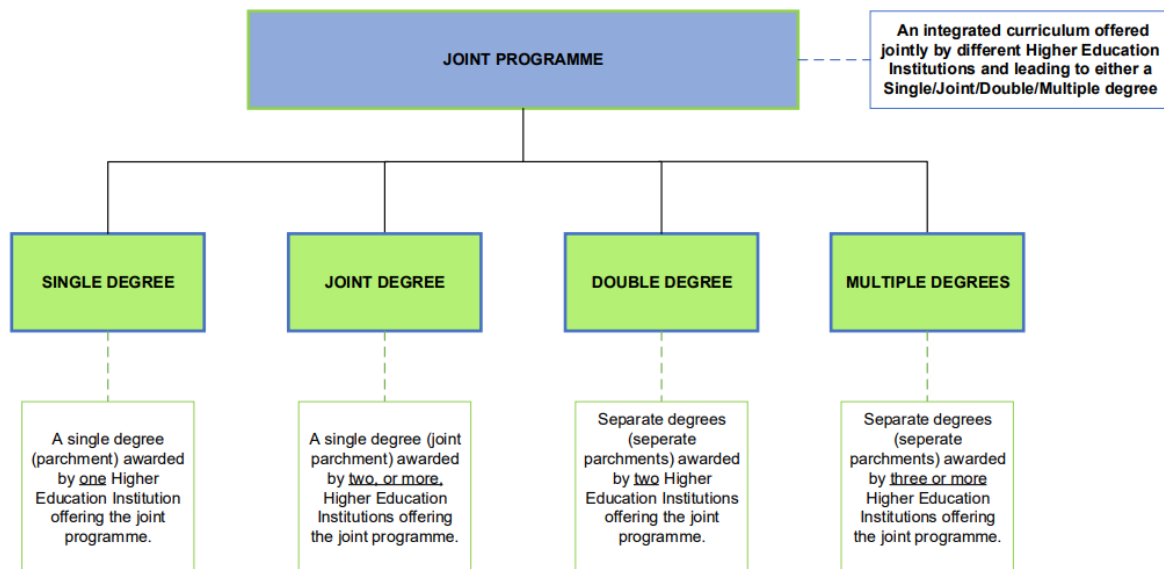 JOINT PROGRAMME
An integrated curriculum offered
jointly by different Higher Education
Institutions and leading to either a
Single/Joint/Double/Multiple degree
SINGLE DEGREE
JOINT DEGREE
DOUBLE DEGREE
MULTIPLE DEGREES
A single degree
(parchment) awarded
by one Higher
Education Institution
offering the joint
programme.
A single degree (joint
parchment) awarded
by two, or more,
Higher Education
Institutions offering
the joint programme.
Separate degrees
(seperate
parchments) awarded
by two Higher
Education Institutions
offering the joint
programme.
Separate degrees
(seperate
parchments) awarded
by three or more
Higher Education
Institutions offering
the joint programme.